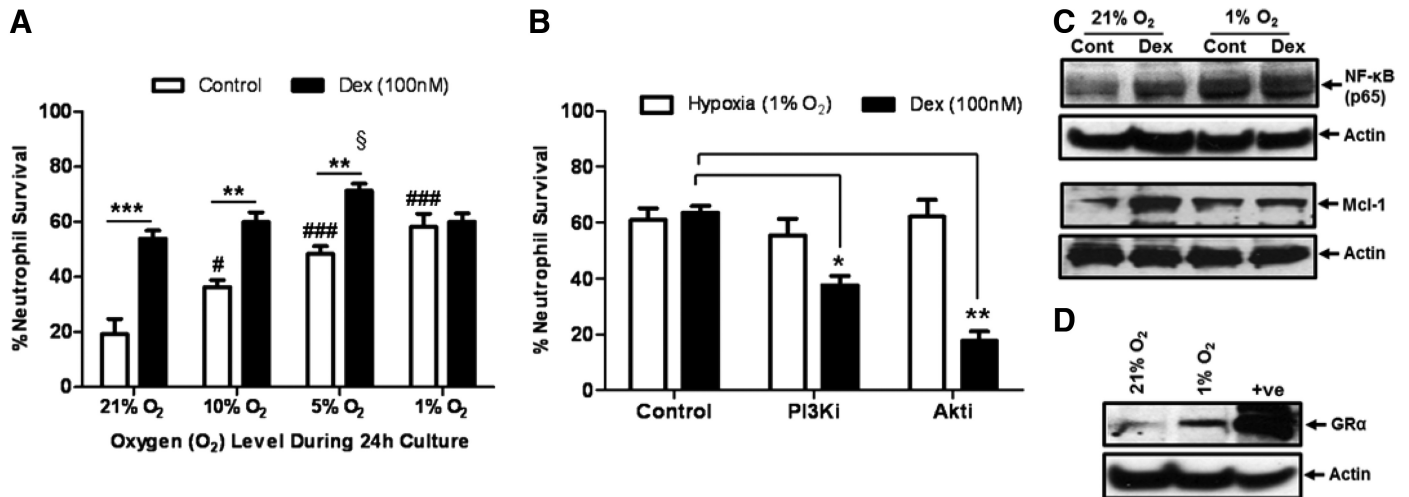 A
Control
Dex (100nM)
% Neutrophil Survival
100
80
60
40
20
0
***
#
**
###
**
§
###
21% O2
10% O2
5% O2
1% O2
Oxygen (O2) Level During 24h Culture
B
Hypoxia (1% O2)
Dex (100nM)
% Neutrophil Survival
100
80
60
40
20
0
*
**
Control
PI3Ki
Akti
C
21% O2
1% O2
Cont
Dex
Cont
Dex
NF-κB
(p65)
Actin
Mcl-1
Actin
D
21% O2
1% O2
+ve
GRα
Actin